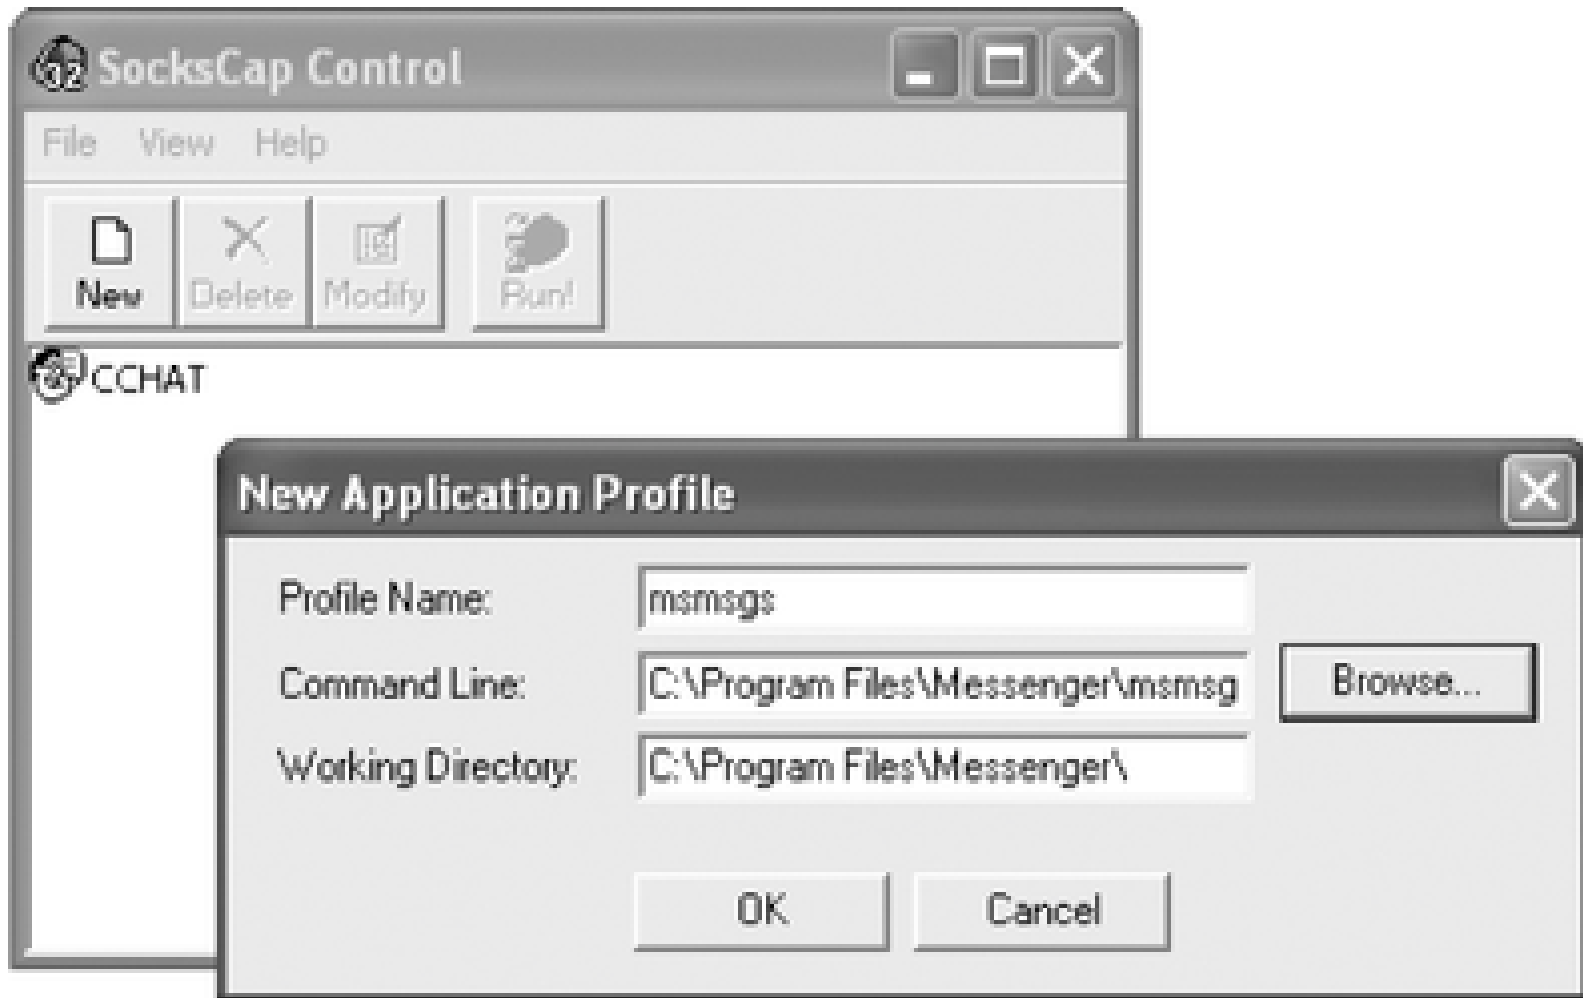 SocksCap Control
File View Help
New Delete Modify Run!
CCHAT
New Application Profile
Profile Name: msmsgs
Command Line: C:\Program Files\Messenger\msmsg Browse...
Working Directory: C:\Program Files\Messenger\
OK Cancel